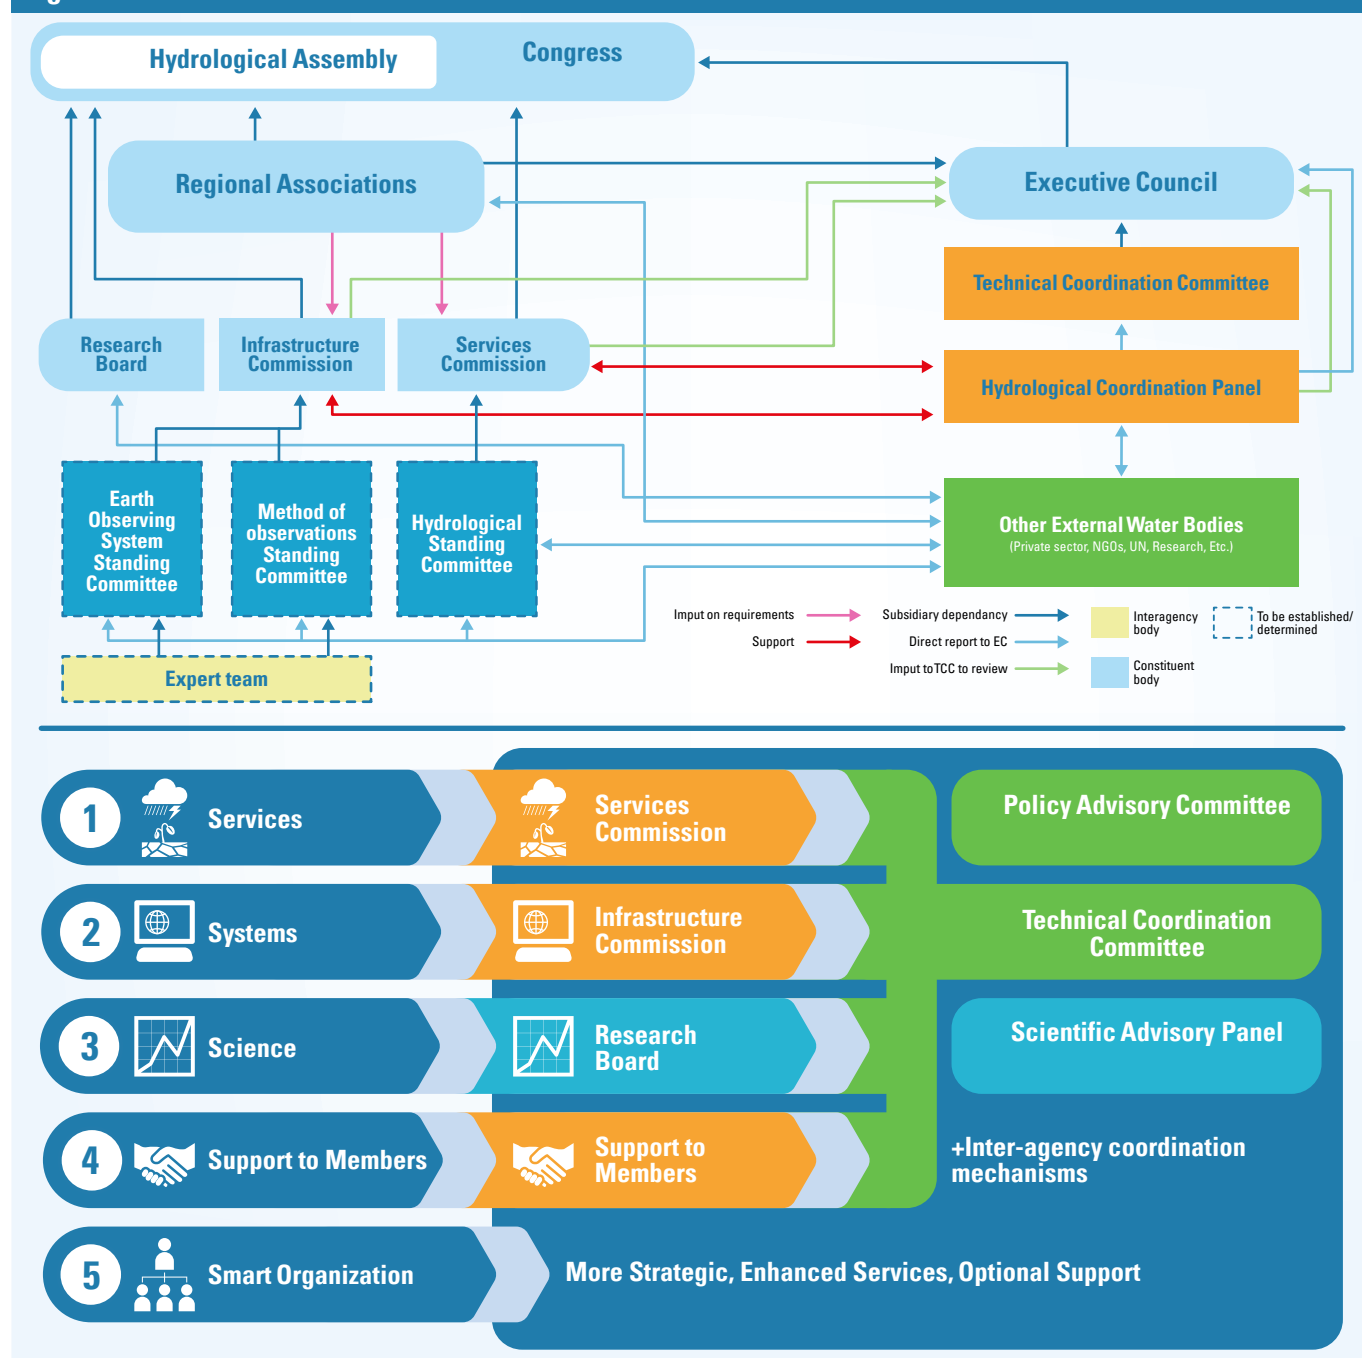 Hydrological Assembly
Congress
Regional Associations
Executive Council
Technical Coordination Committee
Research
Board
Infrastructure
Commission
Services
Commission
Hydrological Coordination Panel
Earth
Observing
System
Standing
Committee
Method of
observations
Standing
Committee
Hydrological
Standing
Committee
Other External Water Bodies
(Private sector, NGOs, UN, Research, Etc.)
Imput on requirements
Support
Subsidiary dependancy
Direct report to EC
Imput to TCC to review
Interagency
body
Constituent
body
To be established/
determined
Expert team
1
Services
Services
Commission
Policy Advisory Committee
2
Systems
Infrastructure
Commission
Technical Coordination
Committee
3
Science
Research
Board
Scientific Advisory Panel
4
Support to Members
Support to
Members
+Inter-agency coordination
mechanisms
5
Smart Organization
More Strategic, Enhanced Services, Optional Support